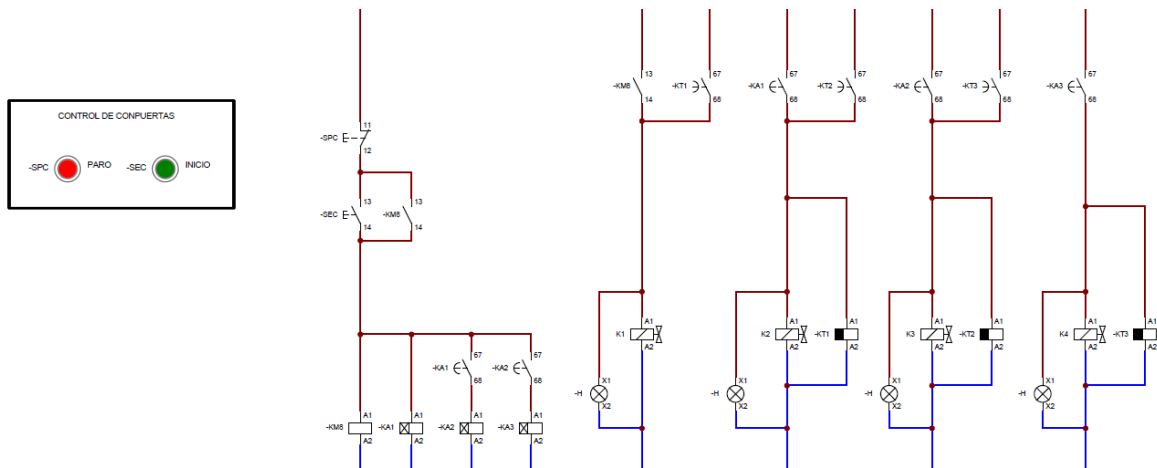 CONTROL DE CONPUERTAS
-SPC PARO -SEC INICIO
-SPC 11 12
-SEC 13 14
-KM8 13 14
-KA1 67 68
-KA2 67 68
-KM8 A1 A2
-KA1 A1 A2
-KA2 A1 A2
-KA3 A1 A2
-KM8 13 14
-KT1 67 68
K1 A1 A2
-H X1 X2
-KA1 67 68
-KT2 67 68
K2 A1 A2
-KT1 A1 A2
-H X1 X2
-KA2 67 68
-KT3 67 68
K3 A1 A2
-KT2 A1 A2
-H X1 X2
-KA3 67 68
K4 A1 A2
-KT3 A1 A2
-H X1 X2